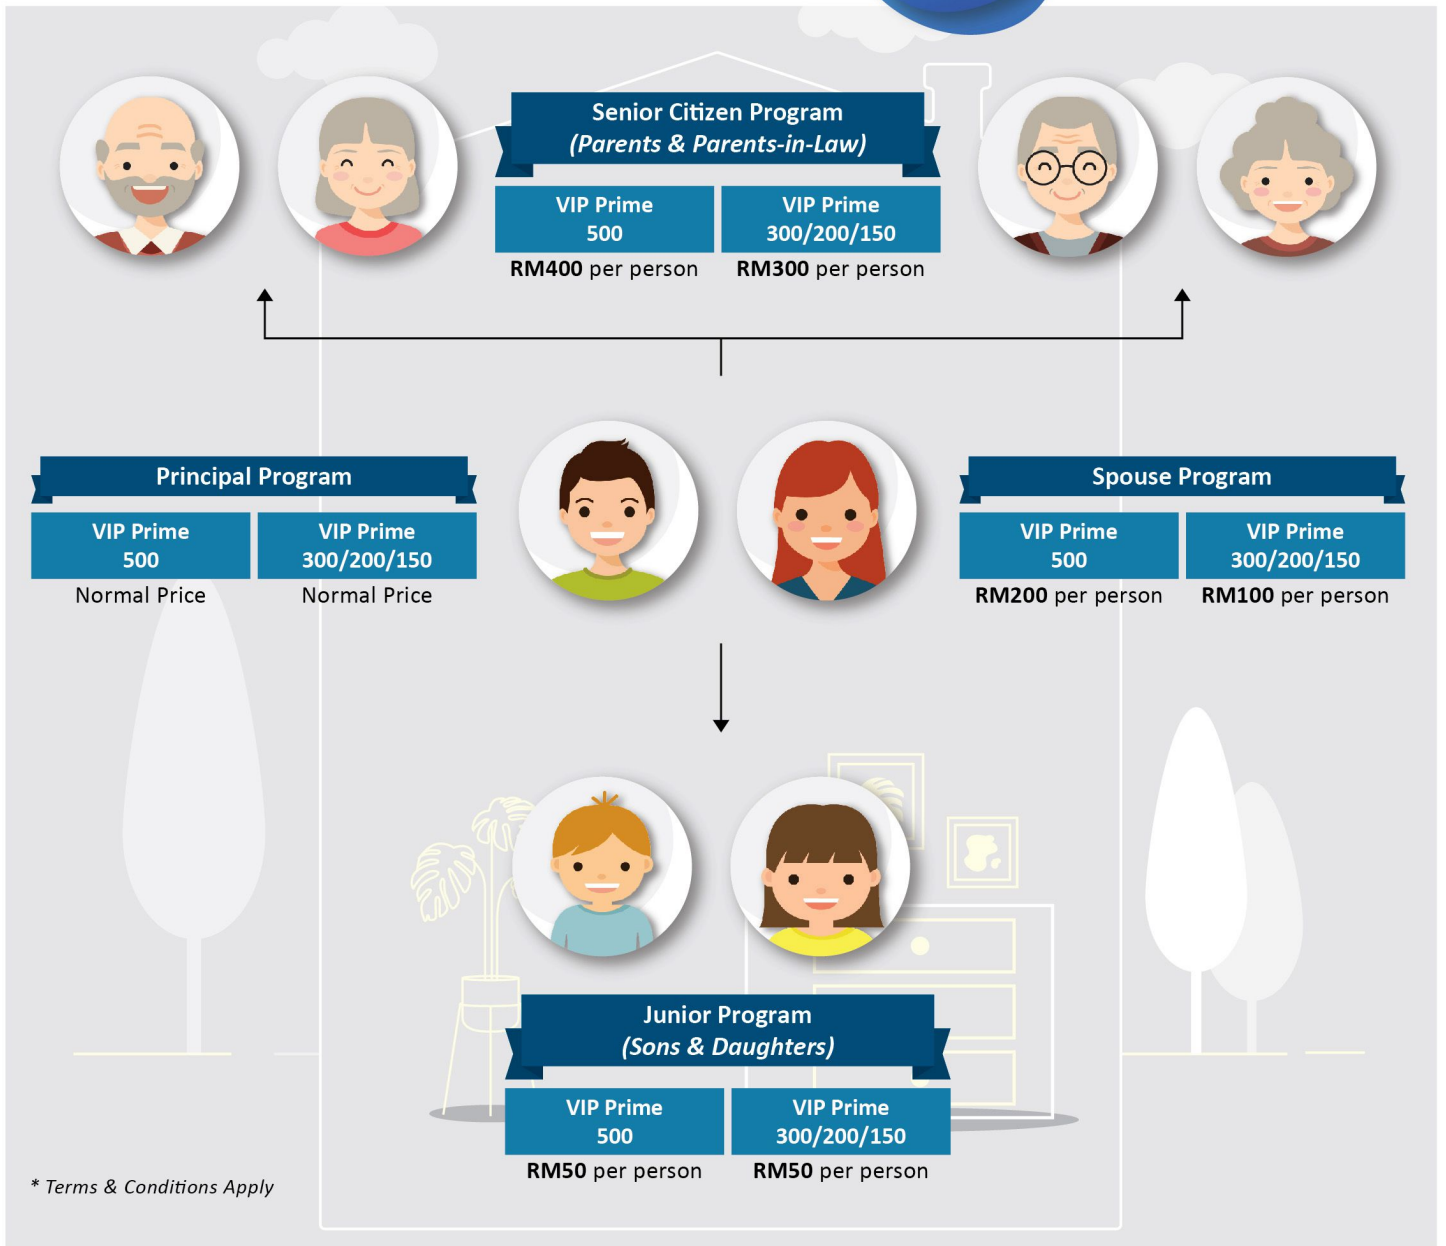 Senior Citizen Program
(Parents & Parents-in-Law)
VIP Prime
500
VIP Prime
300/200/150
RM400 per person
RM300 per person
Principal Program
VIP Prime
500
VIP Prime
300/200/150
Normal Price
Normal Price
Spouse Program
VIP Prime
500
VIP Prime
300/200/150
RM200 per person
RM100 per person
Junior Program
(Sons & Daughters)
VIP Prime
500
VIP Prime
300/200/150
RM50 per person
RM50 per person
* Terms & Conditions Apply